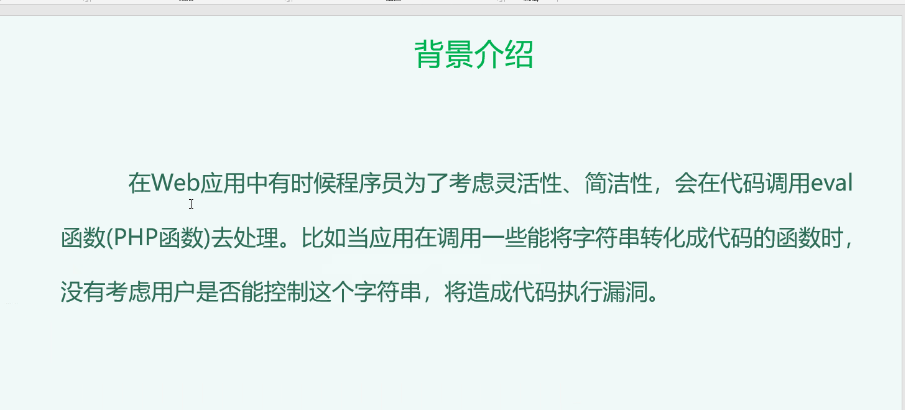 背景介绍
在Web应用中有时候程序员为了考虑灵活性、简洁性，会在代码调用eval
函数(PHP函数)去处理。比如当应用在调用一些能将字符串转化成代码的函数时，
没有考虑用户是否能控制这个字符串，将造成代码执行漏洞。